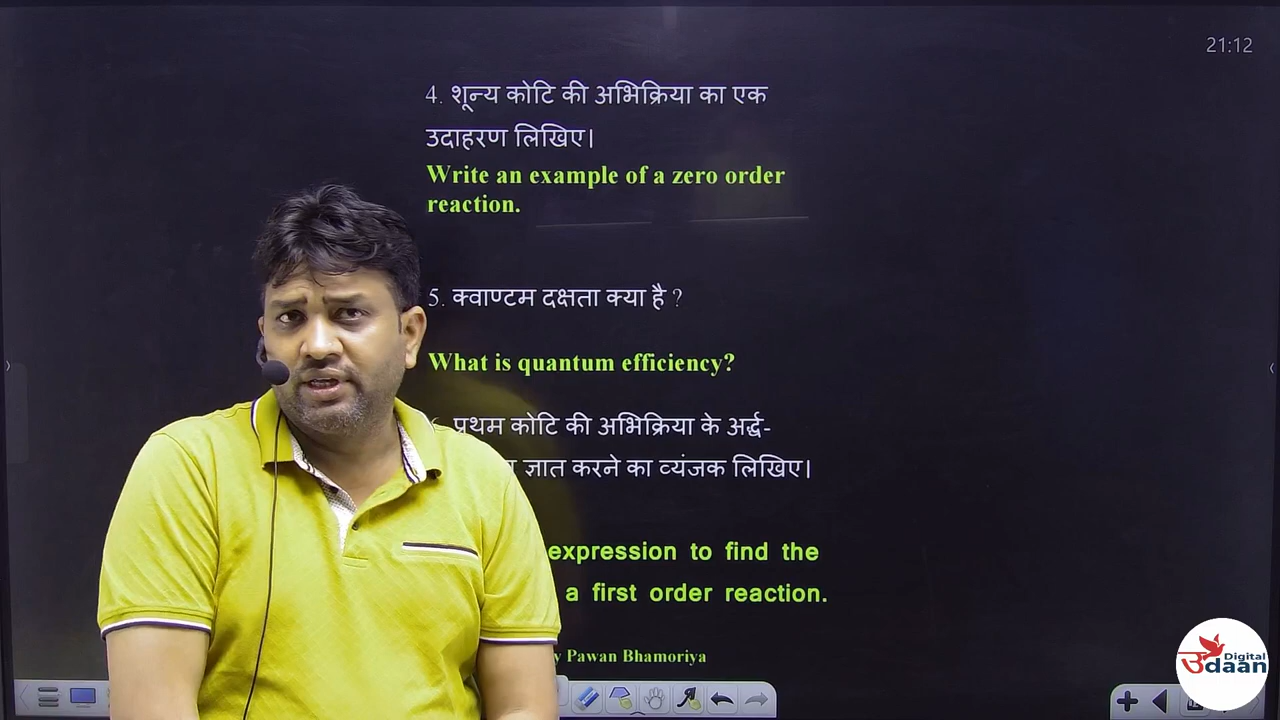 21:12
4. शून्य कोटि की अभिक्रिया का एक
उदाहरण लिखिए।
Write an example of a zero order
reaction.
5. क्वाण्टम दक्षता क्या है ?
What is quantum efficiency?
प्रथम कोटि की अभिक्रिया के अर्द्ध-
ज्ञात करने का व्यंजक लिखिए।
expression to find the
a first order reaction.
Pawan Bhamoriya
Digital
उdaan